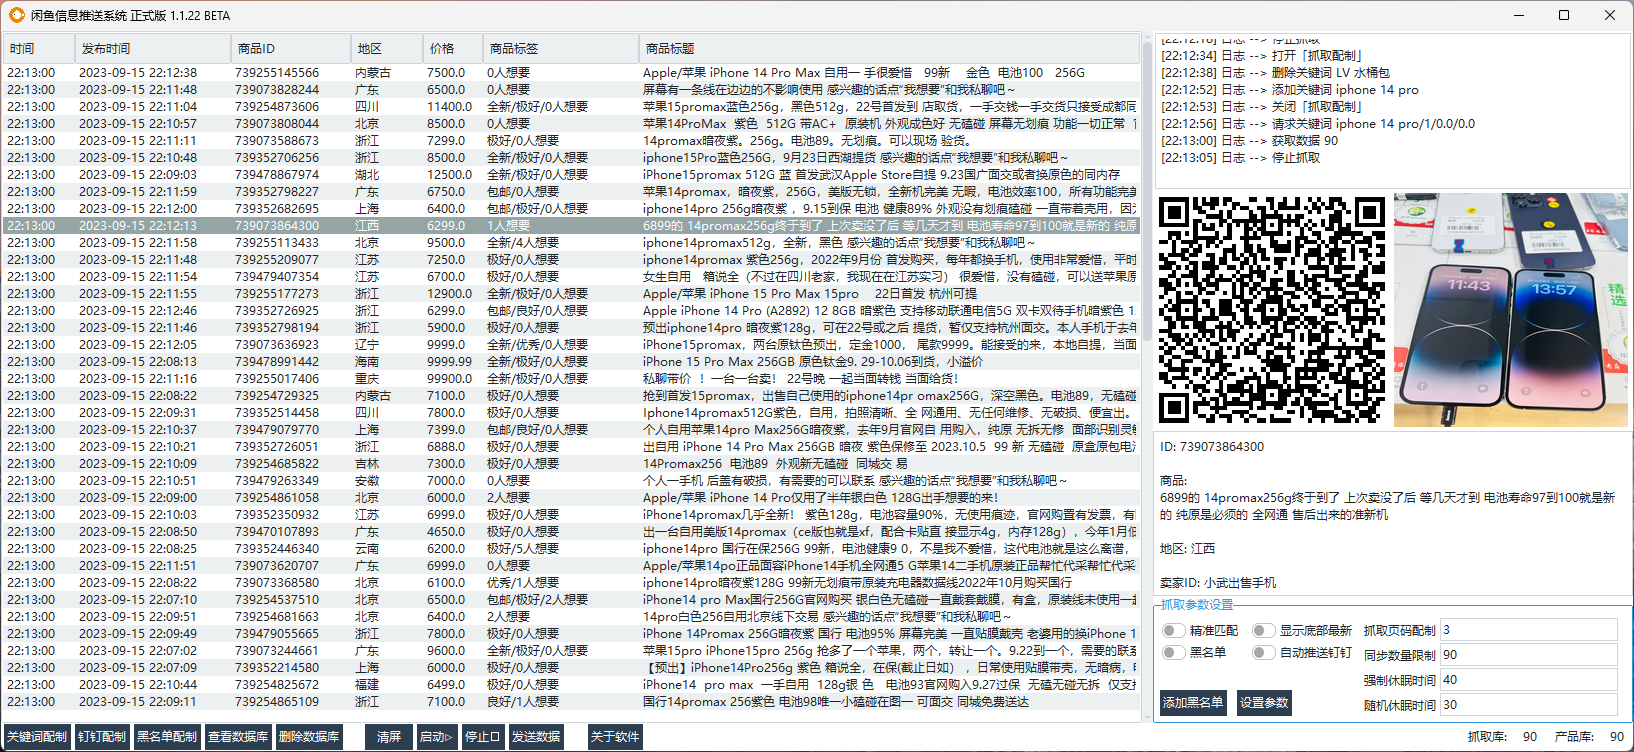 闲鱼信息推送系统 正式版 1.1.22 BETA
时间 发布时间 商品ID 地区 价格 商品标签 商品标题
22:13:00 2023-09-15 22:12:38 739255145566 内蒙古 7500.0 0人想要 Apple/苹果 iPhone 14 Pro Max 自用一 手很爱惜 99新 金色 电池100 256G
22:13:00 2023-09-15 22:11:48 739073828244 广东 6500.0 0人想要 屏幕有一条线在边边的不影响使用 感兴趣的话点“我想要”和我私聊吧～
22:13:00 2023-09-15 22:11:04 739254873606 四川 11400.0 全新/极好/0人想要 苹果15promax蓝色256g，黑色512g，22号首发到 店取货，一手交钱一手交货只接受成都同
22:13:00 2023-09-15 22:10:57 739073808044 北京 8500.0 0人想要 苹果14ProMax 紫色 512G 带AC+ 原装机 外观成色好 无磕碰 屏幕无划痕 功能一切正常
22:13:00 2023-09-15 22:11:11 739073588673 浙江 7299.0 极好/0人想要 14promax暗夜紫。256g。电池89。无划痕。可以现场 验货。
22:13:00 2023-09-15 22:10:48 739352706256 浙江 8500.0 全新/极好/0人想要 iphone15Pro蓝色256G，9月23日西湖提货 感兴趣的话点“我想要”和我私聊吧～
22:13:00 2023-09-15 22:09:03 739478867974 湖北 12500.0 全新/极好/0人想要 iPhone15promax 512G 蓝 首发武汉Apple Store自提 9.23国广面交或者换原色的同内存
22:13:00 2023-09-15 22:11:59 739352798227 广东 6750.0 包邮/极好/0人想要 苹果14promax，暗夜紫，256G，美版无锁，全新机完美 无暇，电池效率100，所有功能完美
22:13:00 2023-09-15 22:12:00 739352682695 上海 6400.0 包邮/极好/0人想要 iphone14pro 256g暗夜紫 ，9.15到保 电池 健康89% 外观没有划痕磕碰 一直带着壳用，因为
22:13:00 2023-09-15 22:12:13 739073864300 江西 6299.0 1人想要 6899的 14promax256g终于到了 上次卖没了后 等几天才到 电池寿命97到100就是新的 纯原
22:13:00 2023-09-15 22:11:58 739255113433 北京 9500.0 全新/4人想要 iphone14promax512g，全新，黑色 感兴趣的话点“我想要”和我私聊吧～
22:13:00 2023-09-15 22:11:48 739255209077 江苏 7250.0 极好/0人想要 iphone14promax 紫色256g，2022年9月份 首发购买，每年都换手机，使用非常爱惜，平时
22:13:00 2023-09-15 22:11:54 739479407354 江苏 6700.0 极好/0人想要 女生自用 箱说全（不过在四川老家，我现在在江苏实习） 很爱惜，没有磕碰，可以送苹果原
22:13:00 2023-09-15 22:11:55 739255177273 浙江 12900.0 全新/极好/0人想要 Apple/苹果 iPhone 15 Pro Max 15pro 22日首发 杭州可提
22:13:00 2023-09-15 22:12:46 739352726925 浙江 6299.0 包邮/良好/0人想要 Apple iPhone 14 Pro (A2892) 12 8GB 暗紫色 支持移动联通电信5G 双卡双待手机暗紫色 1
22:13:00 2023-09-15 22:11:46 739352798194 浙江 5900.0 极好/0人想要 预出iphone14pro 暗夜紫128g，可在22号或之后 提货，暂仅支持杭州面交。本人手机于去年
22:13:00 2023-09-15 22:12:05 739073636923 辽宁 9999.0 全新/优秀/0人想要 iPhone15promax，两台原钛色预出，定金1000， 尾款9999。能接受的来，本地自提，当面
22:13:00 2023-09-15 22:08:13 739478991442 海南 9999.99 全新/极好/0人想要 iPhone 15 Pro Max 256GB 原色钛金9. 29-10.06到货，小溢价
22:13:00 2023-09-15 22:11:16 739255017406 重庆 99900.0 全新/极好/0人想要 私聊带价 ！一台一台卖！ 22号晚 一起当面转钱 当面给货！
22:13:00 2023-09-15 22:08:22 739254729325 内蒙古 7100.0 极好/0人想要 抢到首发15promax，出售自己使用的iphone14pr omax256G，深空黑色。电池89，无磕碰
22:13:00 2023-09-15 22:09:31 739352514458 四川 7800.0 极好/0人想要 Iphone14promax512G紫色，自用，拍照清晰、全 网通用、无任何维修、无破损、便宜出。
22:13:00 2023-09-15 22:10:37 739479079770 上海 7399.0 包邮/良好/0人想要 个人自用苹果14pro Max256G暗夜紫，去年9月官网自 用购入，纯原 无拆无修 面部识别灵敏
22:13:00 2023-09-15 22:10:21 739352726051 浙江 6888.0 极好/0人想要 出自用 iPhone 14 Pro Max 256GB 暗夜 紫色保修至 2023.10.5 99 新 无磕碰 原盒原包电池
22:13:00 2023-09-15 22:10:09 739254685822 吉林 7300.0 极好/0人想要 14Promax256 电池89 外观新无磕碰 同城交 易
22:13:00 2023-09-15 22:10:51 739479263349 安徽 7000.0 0人想要 个人一手机 后盖有破损，有需要的可以联系 感兴趣的话点“我想要”和我私聊吧～
22:13:00 2023-09-15 22:09:00 739254861058 北京 6000.0 2人想要 Apple/苹果 iPhone 14 Pro仅用了半年银白色 128G出手想要的来！
22:13:00 2023-09-15 22:10:03 739352350932 江苏 6999.0 极好/0人想要 iPhone14promax几乎全新！ 紫色128g，电池容量90%，无使用痕迹，官网购置有发票，有
22:13:00 2023-09-15 22:08:50 739470107893 广东 4650.0 极好/0人想要 出一台自用美版14promax（ce版也就是xf，配合卡贴直 接显示4g，内存128g），今年1月低
22:13:00 2023-09-15 22:08:25 739352446340 云南 6200.0 极好/5人想要 iphone14pro 国行在保256G 99新，电池健康9 0，不是我不爱惜，这代电池就是这么离谱，
22:13:00 2023-09-15 22:11:51 739073620707 广东 6999.0 0人想要 Apple/苹果14po正品面容iPhone14手机全网通5 G苹果14二手机原装正品帮忙代采帮忙代采
22:13:00 2023-09-15 22:08:22 739073368580 北京 6100.0 优秀/1人想要 iphone14pro暗夜紫128G 99新无划痕带原装充电器数据线2022年10月购买国行
22:13:00 2023-09-15 22:07:10 739254537510 北京 6500.0 包邮/极好/2人想要 iPhone14 pro Max国行256G官网购买 银白色无磕碰一直戴套戴膜，有盒，原装线未使用一起
22:13:00 2023-09-15 22:09:51 739254681663 北京 6400.0 2人想要 14pro白色256自用北京线下交易 感兴趣的话点“我想要”和我私聊吧～
22:13:00 2023-09-15 22:09:49 739479055665 浙江 7800.0 极好/0人想要 iPhone 14Promax 256G暗夜紫 国行 电池95% 屏幕完美 一直贴膜戴壳 老婆用的换iPhone 1
22:13:00 2023-09-15 22:07:02 739073244661 广东 9600.0 全新/极好/0人想要 苹果15pro iPhone15pro 256g 抢多了一个苹果，两个，转让一个。9.22到一个，需要的联系
22:13:00 2023-09-15 22:07:09 739352214580 上海 6000.0 极好/0人想要 【预出】iPhone14Pro256g 紫色 箱说全，在保(截止日如） ，日常使用贴膜带壳，无暗病，
22:13:00 2023-09-15 22:10:44 739254825672 福建 6499.0 极好/0人想要 iPhone14 pro max 一手自用 128g银 色 电池93官网购入9.27过保 无磕无碰无拆 仅支持
22:13:00 2023-09-15 22:09:11 739254865109 浙江 7100.0 良好/1人想要 国行14promax 256紫色 电池98唯一小磕碰在图一 可面交 同城免费送达
[22:12:18] 日志 --> 停止抓取
[22:12:34] 日志 --> 打开「抓取配制」
[22:12:38] 日志 --> 删除关键词 LV 水桶包
[22:12:52] 日志 --> 添加关键词 iphone 14 pro
[22:12:53] 日志 --> 关闭「抓取配制」
[22:12:56] 日志 --> 请求关键词 iphone 14 pro/1/0.0/0.0
[22:13:00] 日志 --> 获取数据 90
[22:13:05] 日志 --> 停止抓取
11:43
13:57
精选
ID: 739073864300
商品:
6899的 14promax256g终于到了 上次卖没了后 等几天才到 电池寿命97到100就是新
的 纯原是必须的 全网通 售后出来的准新机
地区: 江西
卖家ID: 小武出售手机
抓取参数设置
精准匹配 显示底部最新 抓取页码配制 3
黑名单 自动推送钉钉 同步数量限制 90
强制休眠时间 40
添加黑名单 设置参数 随机休眠时间 30
关键词配制 钉钉配制 黑名单配制 查看数据库 删除数据库 清屏 启动▷ 停止口 发送数据 关于软件
抓取库: 90 产品库: 90